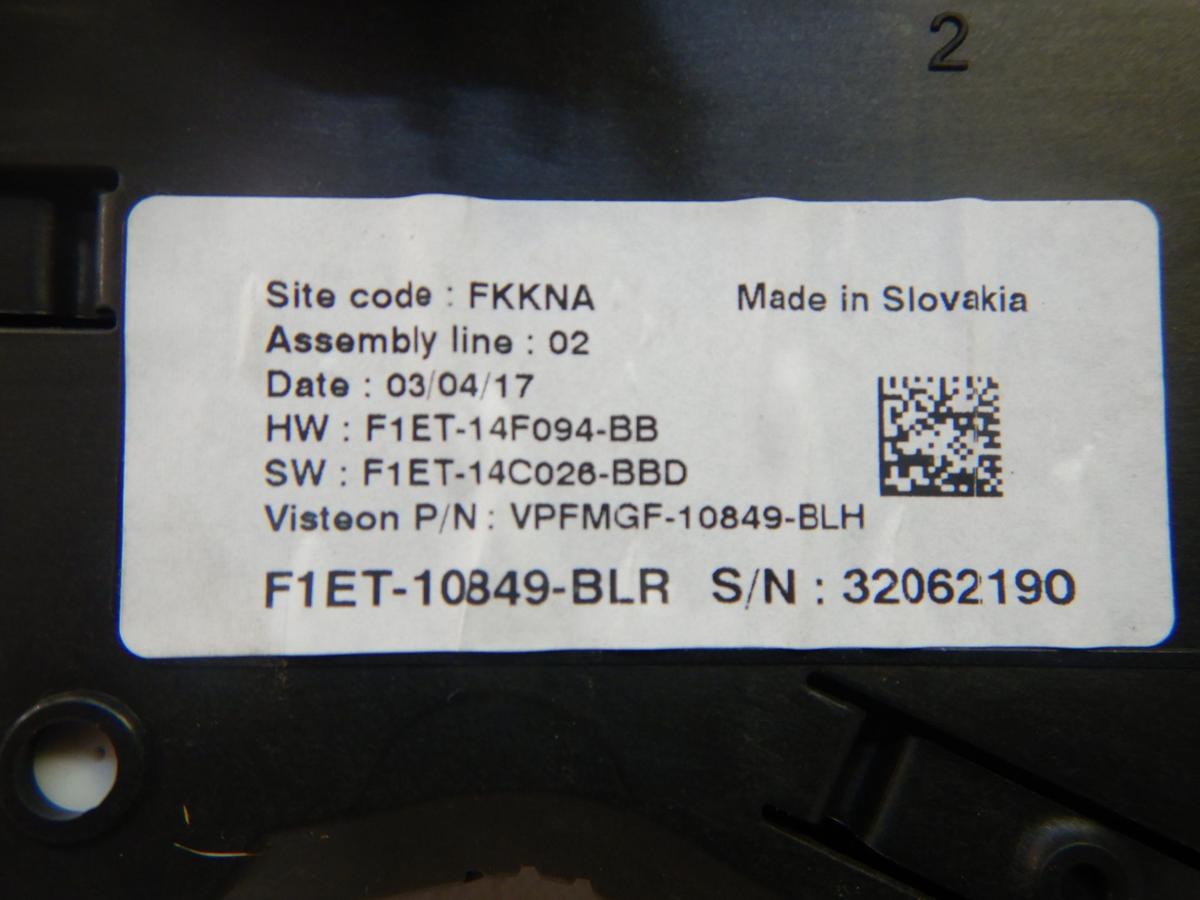 2
Site code : FKKNA
Made in Slovakia
Assembly line : 02
Date : 03/04/17
HW : F1ET-14F094-BB
SW : F1ET-14C026-BBD
Visteon P/N : VPFMGF-10849-BLH
F1ET-10849-BLR S/N : 32062190